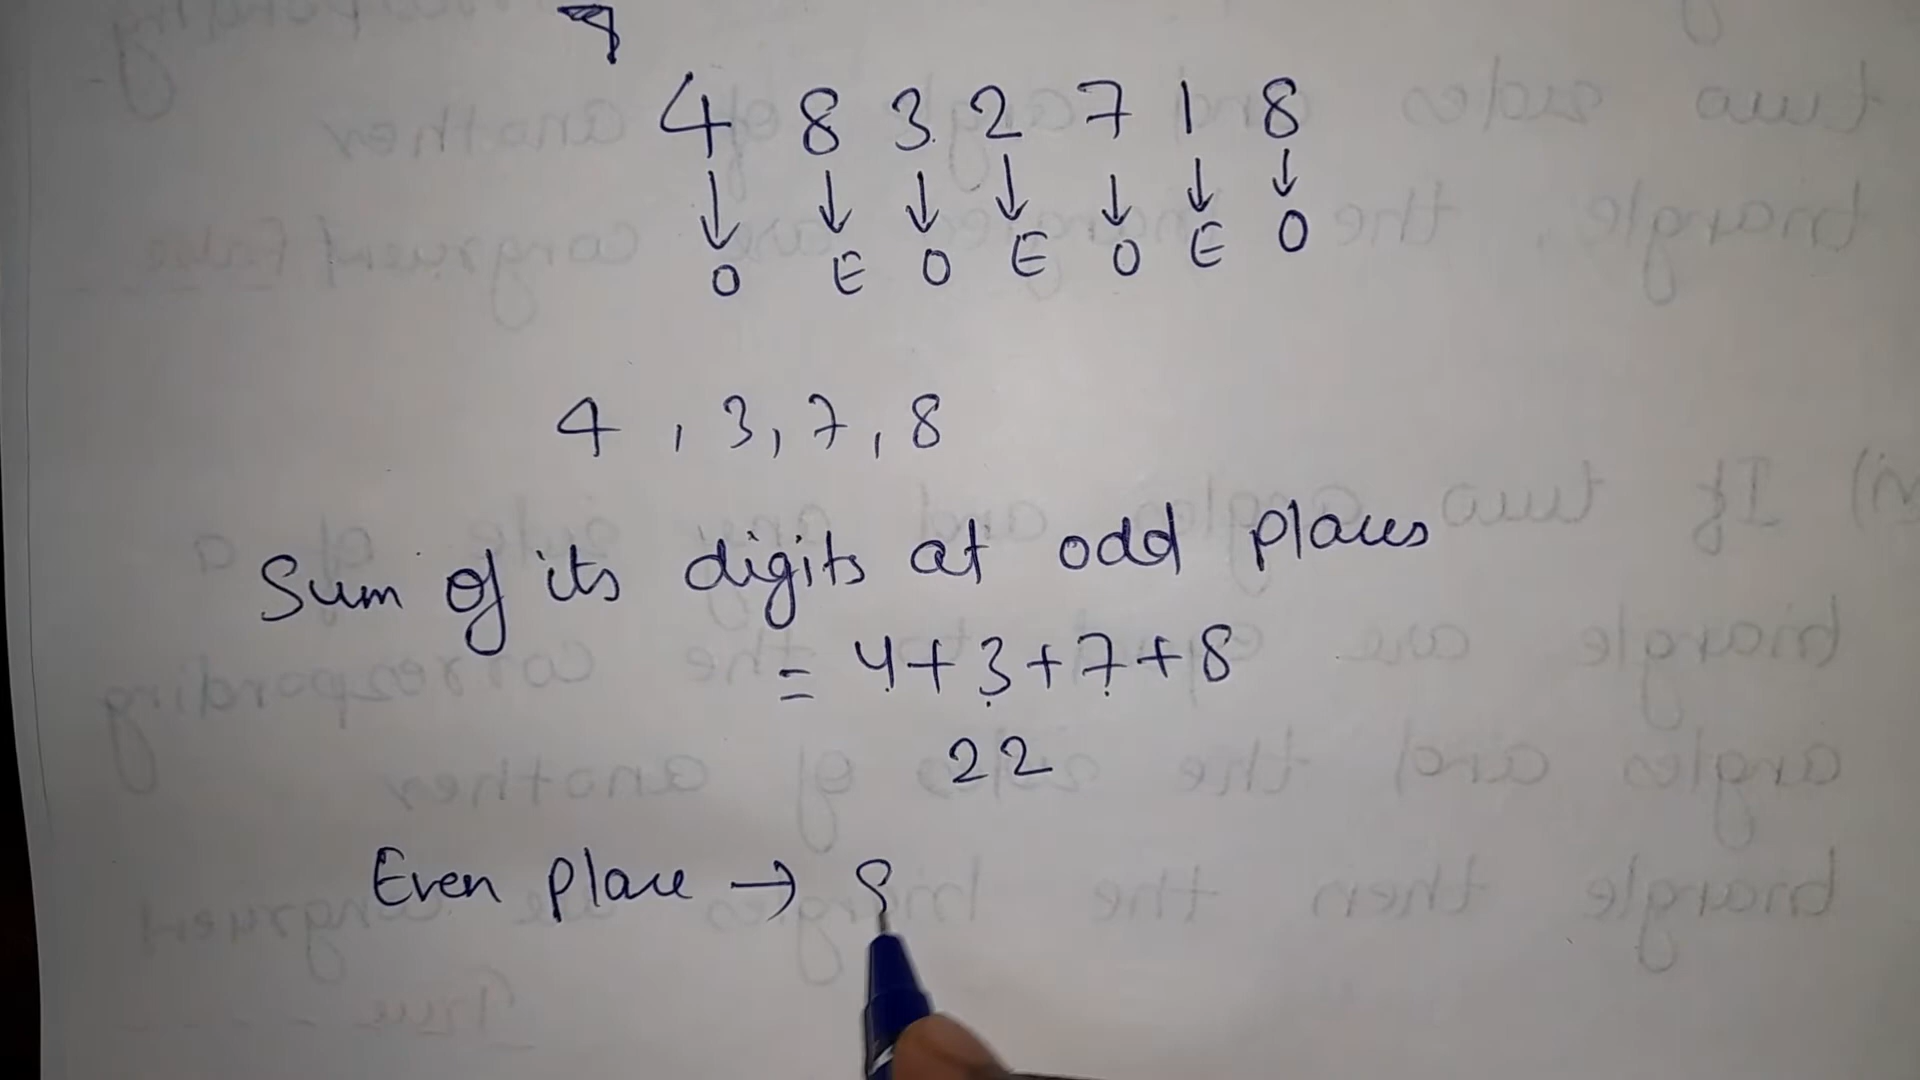 4 8 3 2 7 1 8
↓ ↓ ↓ ↓ ↓ ↓ ↓
O E O E O E O
4 , 3, 7, 8
Sum of its digits at odd places
= 4+3+7+8
22
Even place → 8